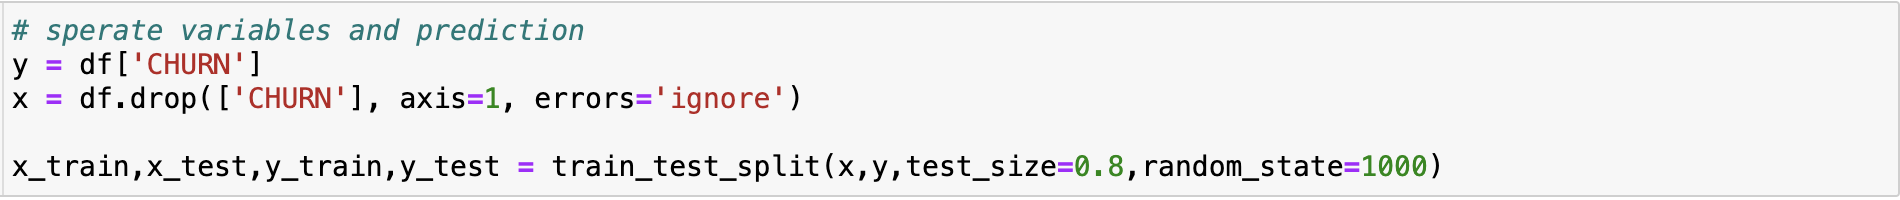 # sperate variables and prediction
y = df['CHURN']
x = df.drop(['CHURN'], axis=1, errors='ignore')
x_train,x_test,y_train,y_test = train_test_split(x,y,test_size=0.8,random_state=1000)